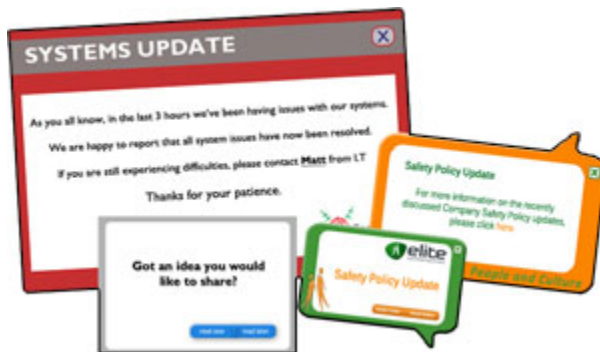 SYSTEMS UPDATE
As you all know, in the last 3 hours we've been having issues with our systems.
We are happy to report that all system issues have now been resolved.
If you are still experiencing difficulties, please contact Matt from I.T
Thanks for your patience.
Safety Policy Update
For more information on the recently
discussed Company Safety Policy updates,
please click here
People and Culture
Got an idea you would
like to share?
read now read later
elite
Safety Policy Update